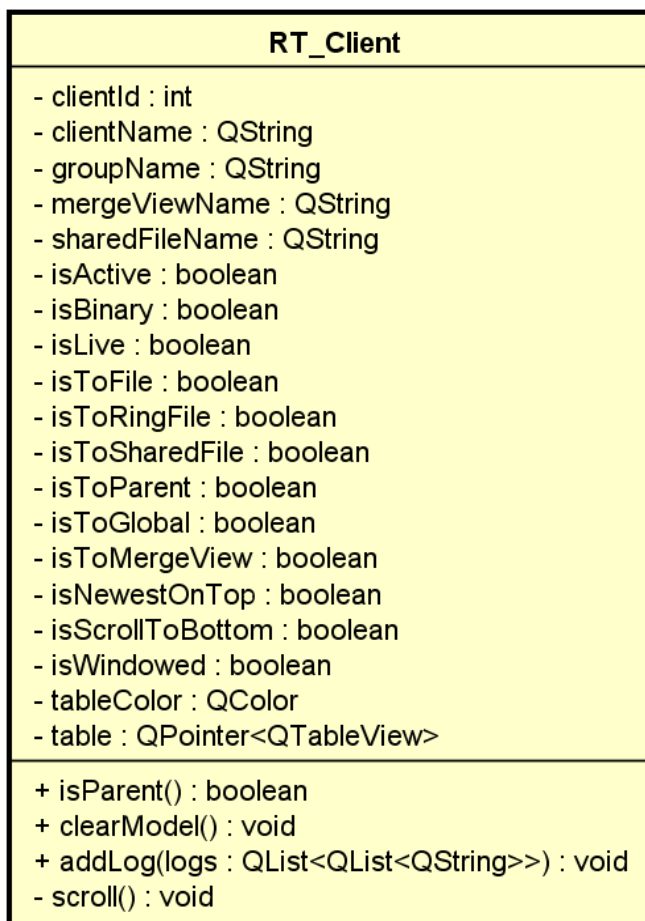 RT_Client
- clientId : int
- clientName : QString
- groupName : QString
- mergeViewName : QString
- sharedFileName : QString
- isActive : boolean
- isBinary : boolean
- isLive : boolean
- isToFile : boolean
- isToRingFile : boolean
- isToSharedFile : boolean
- isToParent : boolean
- isToGlobal : boolean
- isToMergeView : boolean
- isNewestOnTop : boolean
- isScrollToBottom : boolean
- isWindowed : boolean
- tableColor : QColor
- table : QPointer<QTableView>
+ isParent() : boolean
+ clearModel() : void
+ addLog(logs : QList<QList<QString>>) : void
- scroll() : void